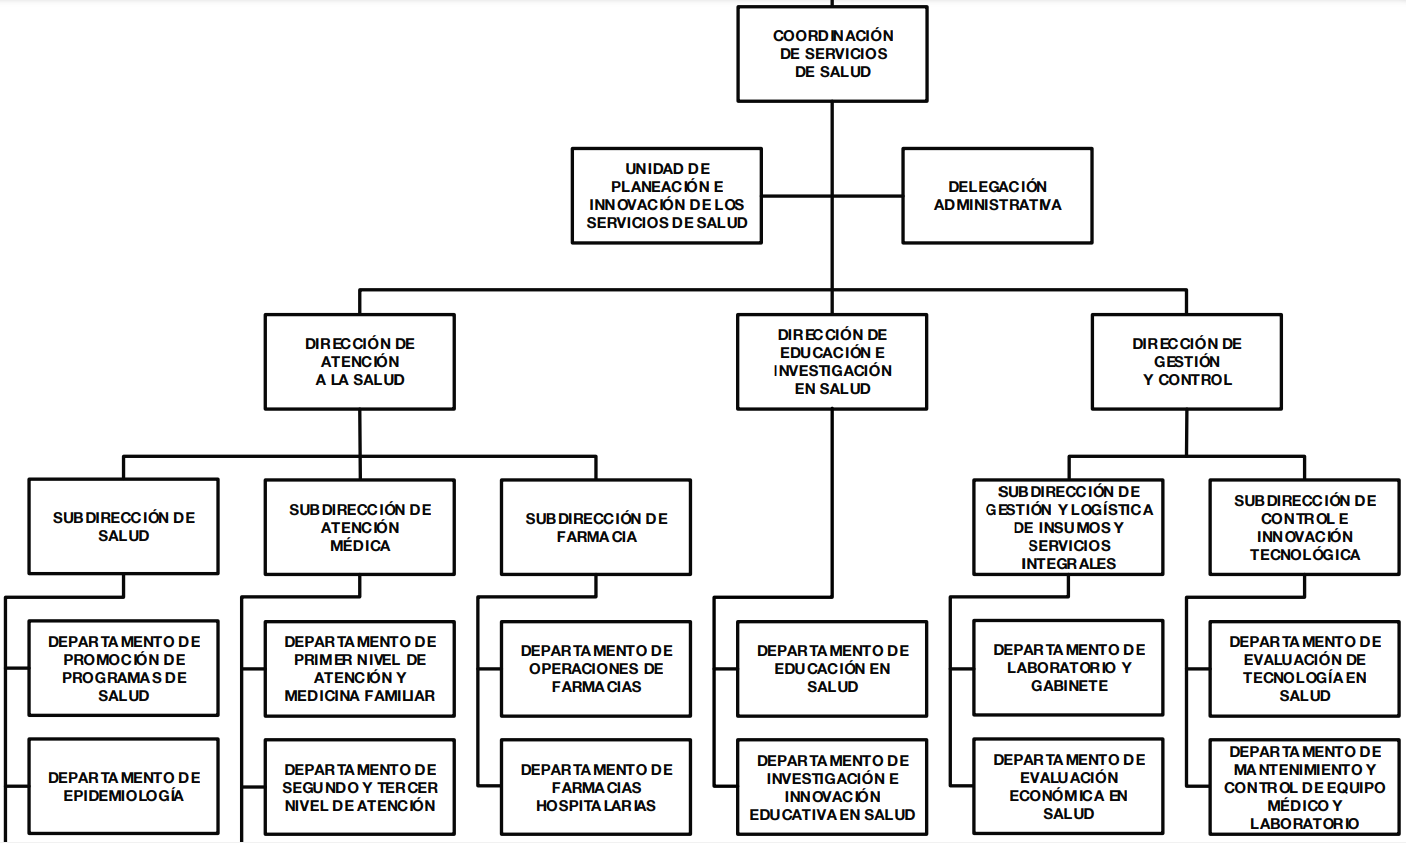 COORDINACIÓN
DE SERVICIOS
DE SALUD
UNIDAD DE
PLANEACIÓN E
INNOVACIÓN DE LOS
SERVICIOS DE SALUD
DELEGACIÓN
ADMINISTRATIVA
DIRECCIÓN DE
ATENCIÓN
A LA SALUD
DIRECCIÓN DE
EDUCACIÓN E
INVESTIGACIÓN
EN SALUD
DIRECCIÓN DE
GESTIÓN
Y CONTROL
SUBDIRECCIÓN DE
SALUD
SUBDIRECCIÓN DE
ATENCIÓN
MÉDICA
SUBDIRECCIÓN DE
FARMACIA
SUBDIRECCIÓN DE
GESTIÓN Y LOGÍSTICA
DE INSUMOS Y
SERVICIOS
INTEGRALES
SUBDIRECCIÓN DE
CONTROL E
INNOVACIÓN
TECNOLÓGICA
DEPARTAMENTO DE
PROMOCIÓN DE
PROGRAMAS DE
SALUD
DEPARTAMENTO DE
PRIMER NIVEL DE
ATENCIÓN Y
MEDICINA FAMILIAR
DEPARTAMENTO DE
OPERACIONES DE
FARMACIAS
DEPARTAMENTO DE
EDUCACIÓN EN
SALUD
DEPARTAMENTO DE
LABORATORIO Y
GABINETE
DEPARTAMENTO DE
EVALUACIÓN DE
TECNOLOGÍA EN
SALUD
DEPARTAMENTO DE
EPIDEMIOLOGÍA
DEPARTAMENTO DE
SEGUNDO Y TERCER
NIVEL DE ATENCIÓN
DEPARTAMENTO DE
FARMACIAS
HOSPITALARIAS
DEPARTAMENTO DE
INVESTIGACIÓN E
INNOVACIÓN
EDUCATIVA EN SALUD
DEPARTAMENTO DE
EVALUACIÓN
ECONÓMICA EN
SALUD
DEPARTAMENTO DE
MANTENIMIENTO Y
CONTROL DE EQUIPO
MÉDICO Y
LABORATORIO